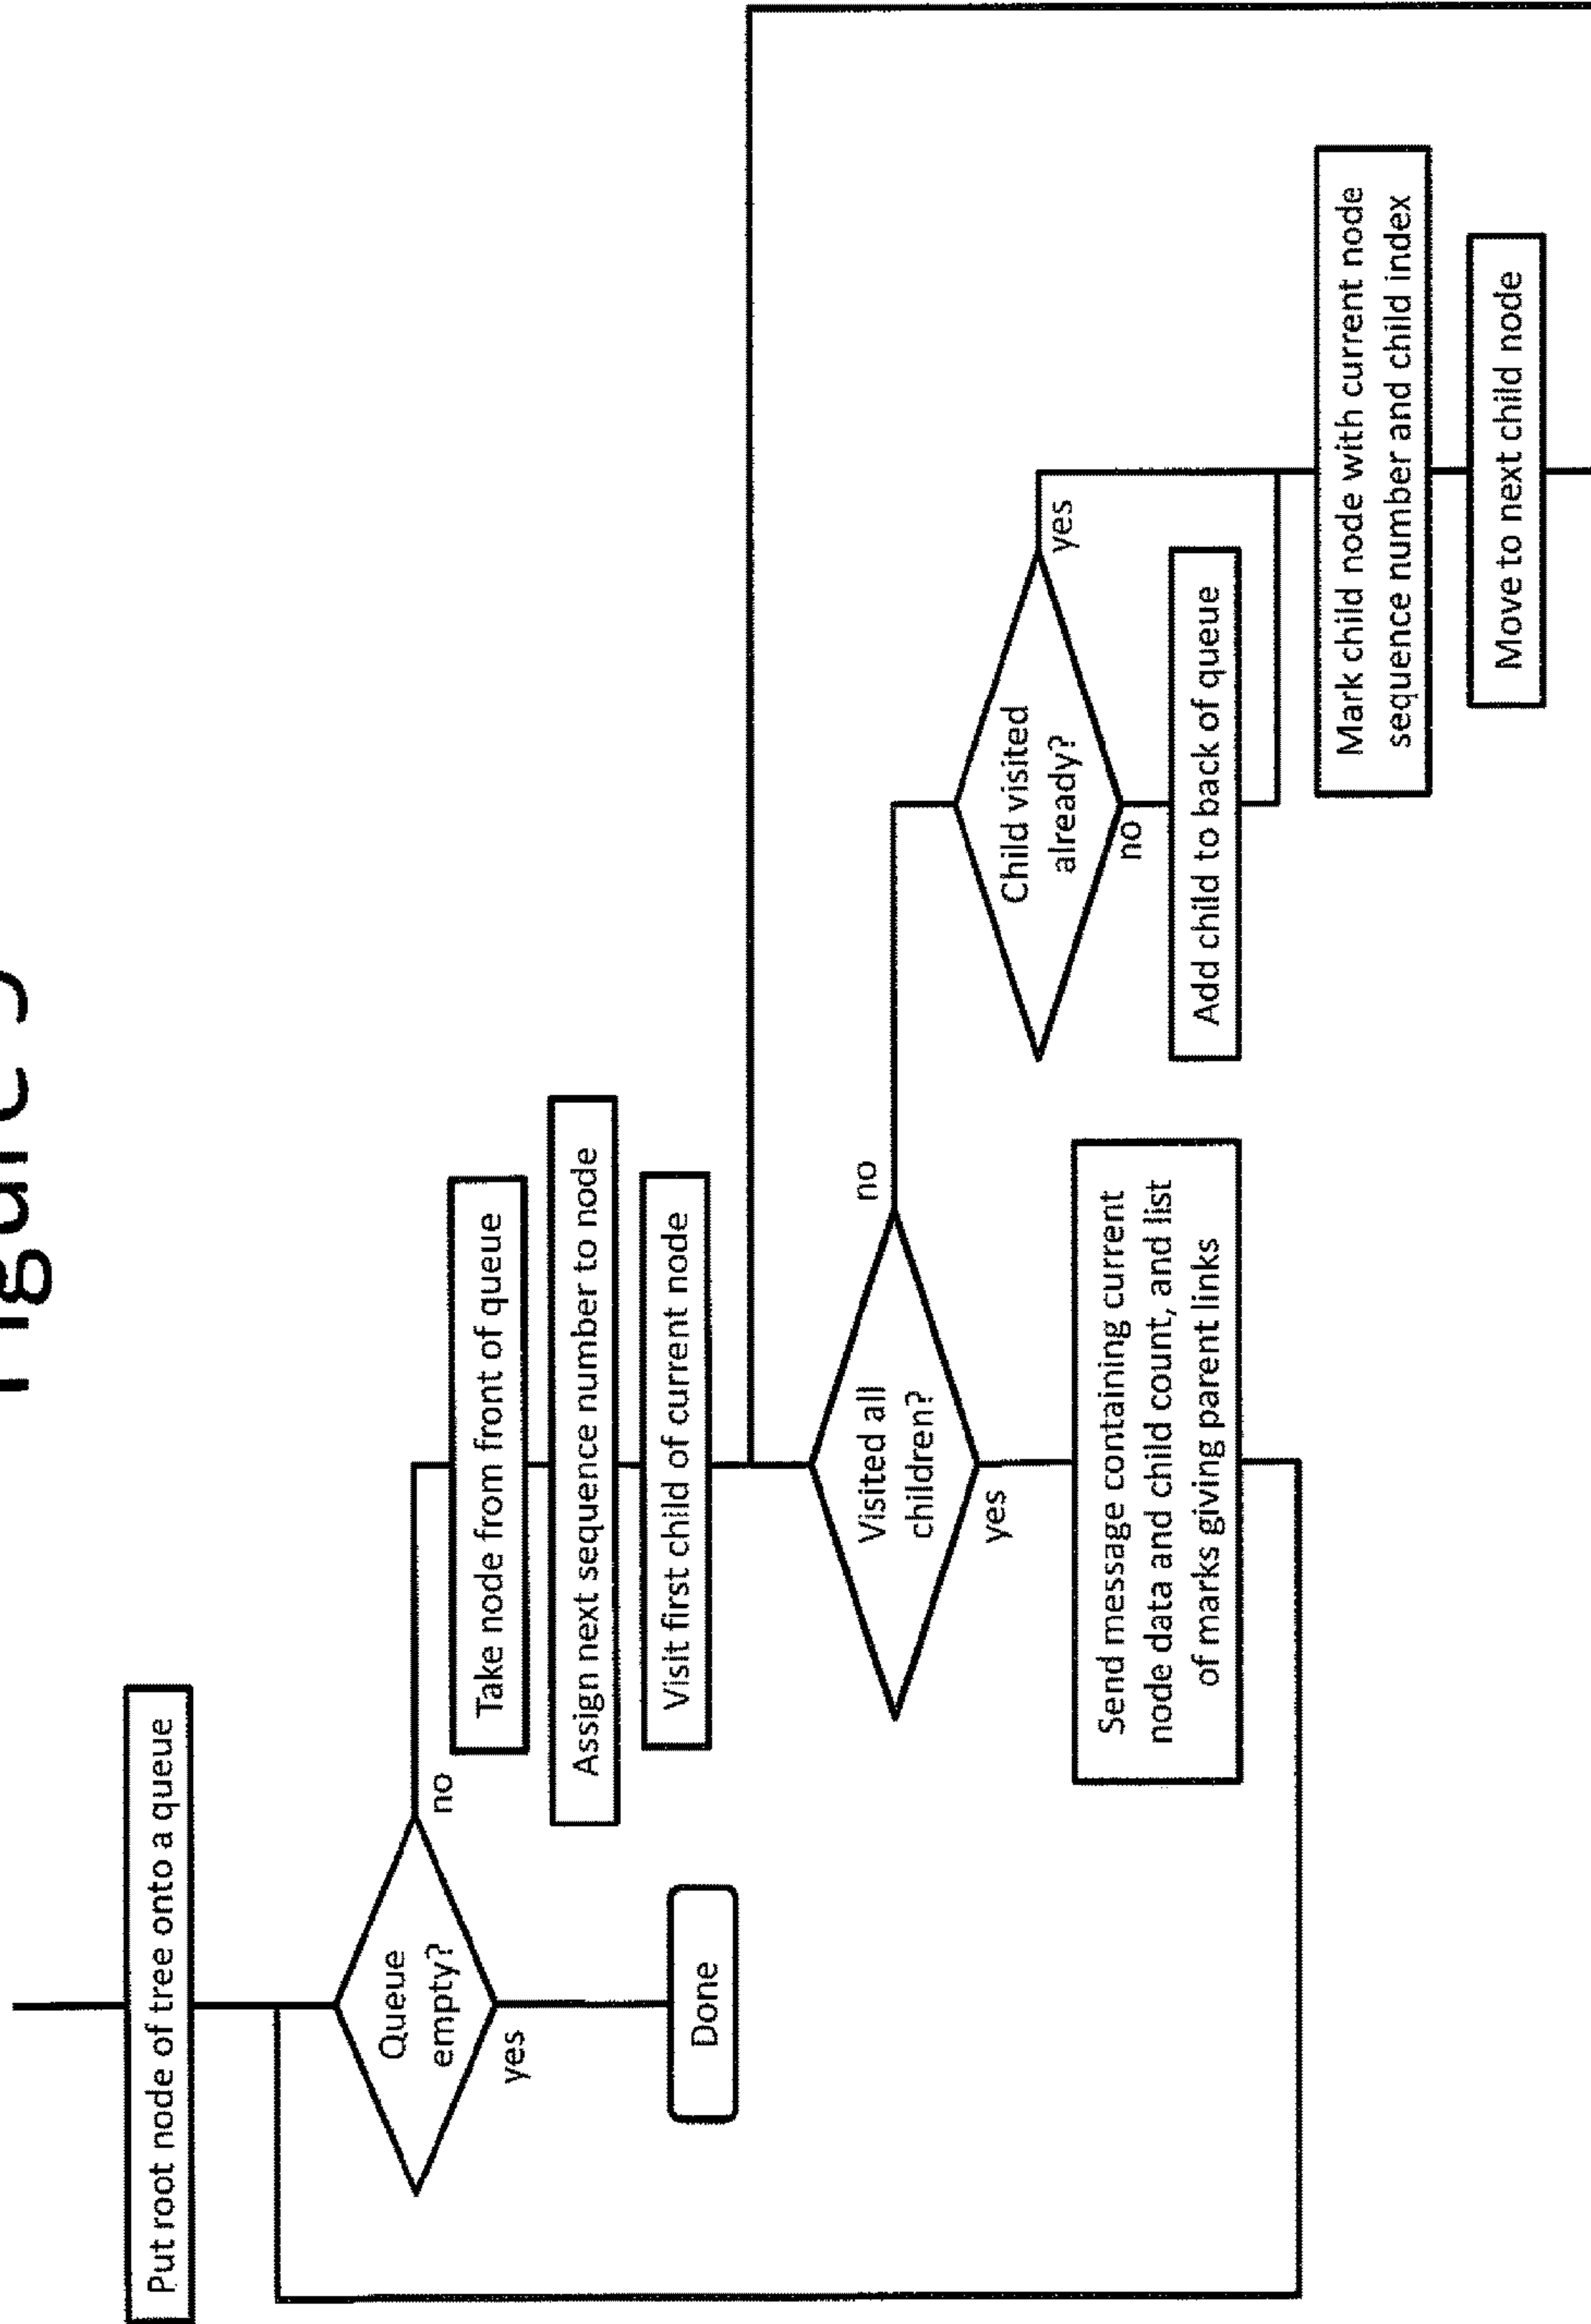 Put root node of tree onto a queue
Queue
empty?
no
yes
Done
Take node from front of queue
Assign next sequence number to node
Visit first child of current node
Visited all
children?
no
yes
Send message containing current
node data and child count, and list
of marks giving parent links
Child visited
already?
yes
no
Add child to back of queue
Mark child node with current node
sequence number and child index
Move to next child node